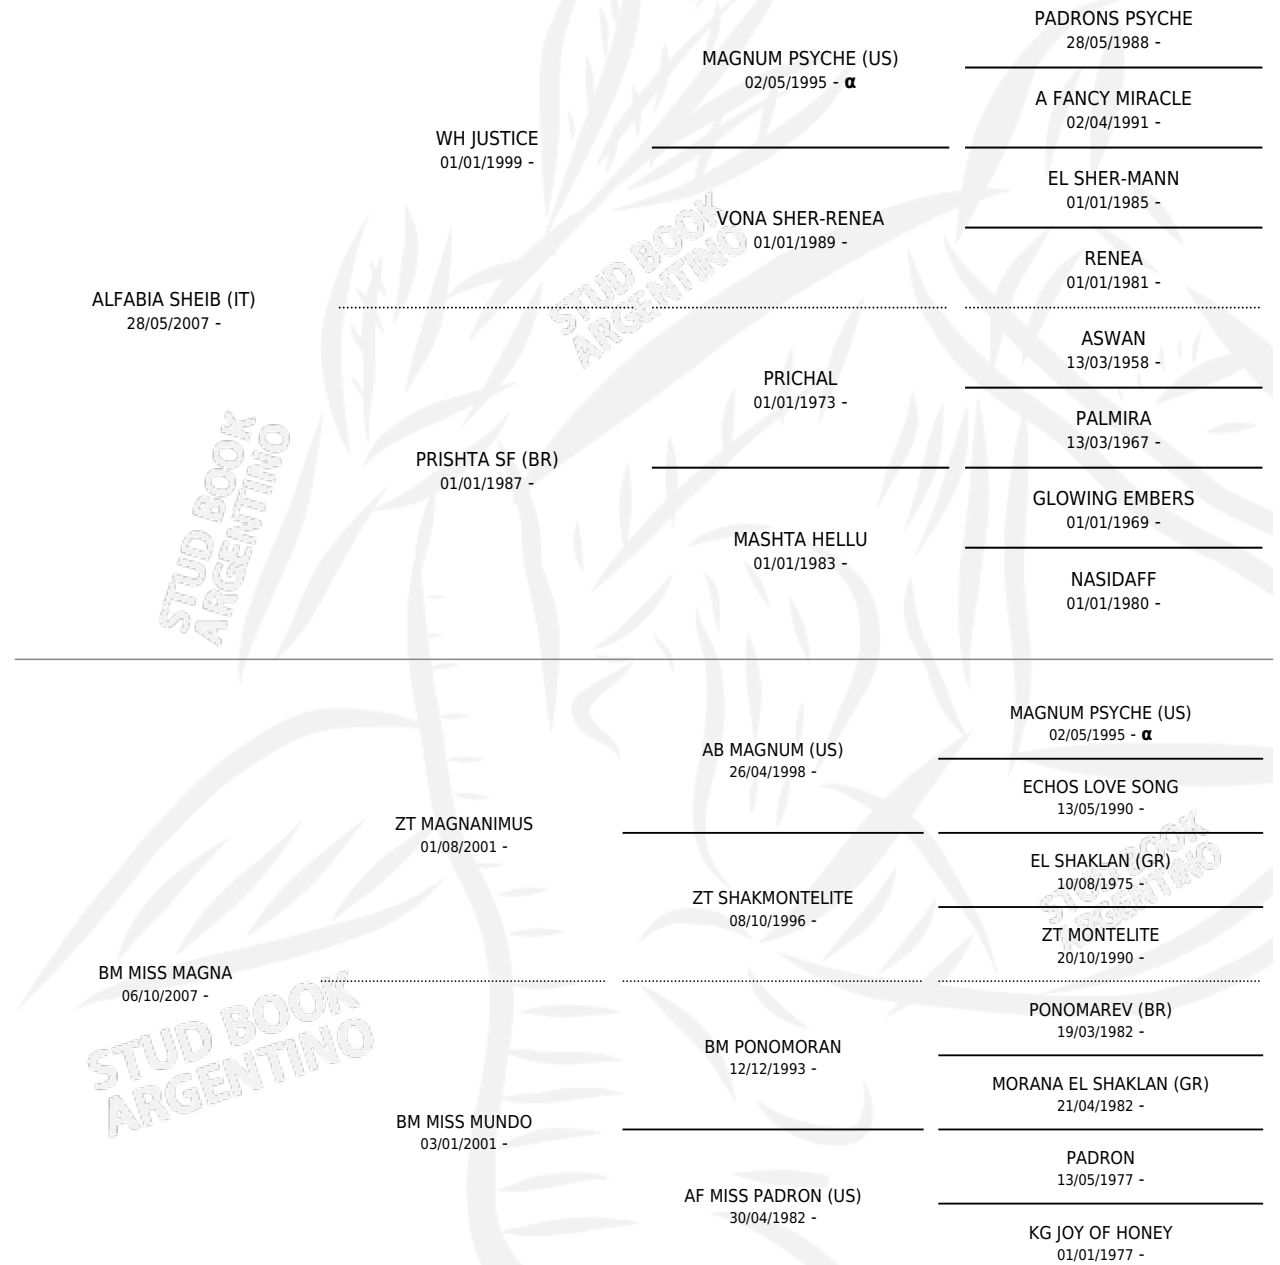 PADRONS PSYCHE
28/05/1988 -
MAGNUM PSYCHE (US)
02/05/1995 - α
A FANCY MIRACLE
02/04/1991 -
WH JUSTICE
01/01/1999 -
EL SHER-MANN
01/01/1985 -
VONA SHER-RENEA
01/01/1989 -
RENEA
01/01/1981 -
ALFABIA SHEIB (IT)
28/05/2007 -
STUD BOOK
ARGENTINO
ASWAN
13/03/1958 -
PRICHAL
01/01/1973 -
PALMIRA
13/03/1967 -
PRISHTA SF (BR)
01/01/1987 -
GLOWING EMBERS
01/01/1969 -
MASHTA HELLU
01/01/1983 -
NASIDAFF
01/01/1980 -
STUD BOOK
ARGENTINO
MAGNUM PSYCHE (US)
02/05/1995 - α
AB MAGNUM (US)
26/04/1998 -
ECHOS LOVE SONG
13/05/1990 -
ZT MAGNANIMUS
01/08/2001 -
EL SHAKLAN (GR)
10/08/1975 -
ZT SHAKMONTELITE
08/10/1996 -
ZT MONTELITE
20/10/1990 -
STUD BOOK
ARGENTINO
BM MISS MAGNA
06/10/2007 -
STUD BOOK
ARGENTINO
PONOMAREV (BR)
19/03/1982 -
BM PONOMORAN
12/12/1993 -
MORANA EL SHAKLAN (GR)
21/04/1982 -
BM MISS MUNDO
03/01/2001 -
PADRON
13/05/1977 -
AF MISS PADRON (US)
30/04/1982 -
KG JOY OF HONEY
01/01/1977 -